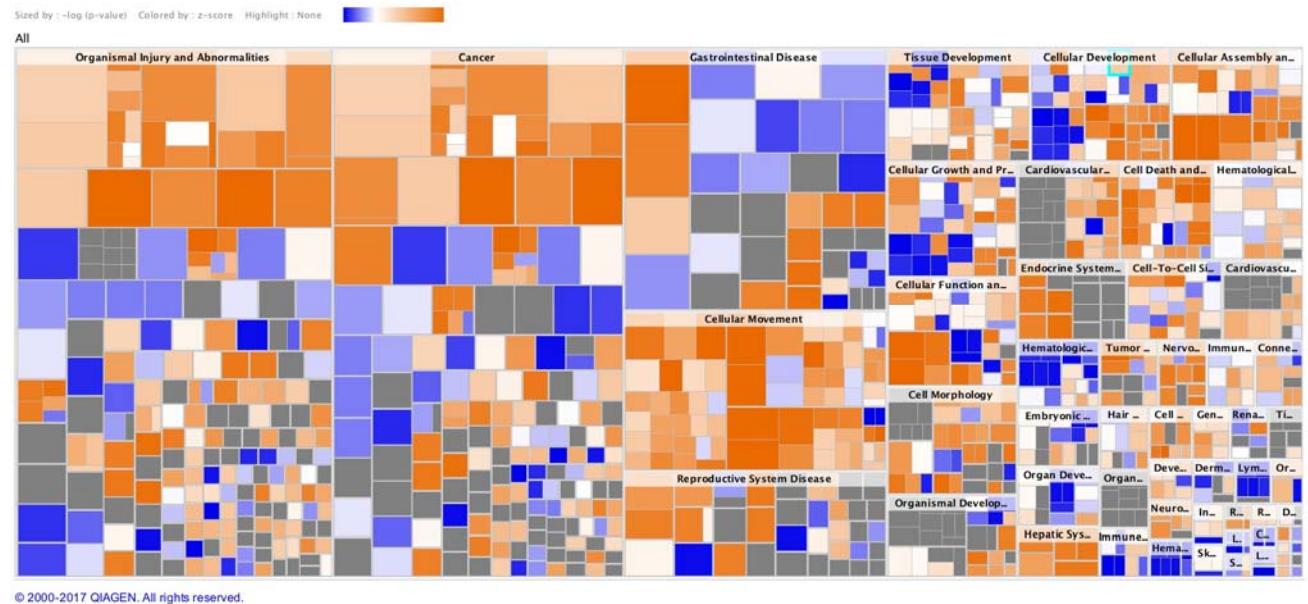 Sized by : -log (p-value) Colored by : z-score Highlight : None
All
Organismal Injury and Abnormalities
Cancer
Gastrointestinal Disease
Tissue Development
Cellular Development
Cellular Assembly an...
Cellular Growth and Pr...
Cardiovascular...
Cell Death and...
Hematological...
Endocrine System...
Cell-To-Cell Si...
Cardiovascu...
Cellular Function an...
Cellular Movement
Hematologic...
Tumor ...
Nervo...
Immun...
Conne...
Cell Morphology
Embryonic ...
Hair ...
Cell ...
Gen...
Rena...
Ti...
Reproductive System Disease
Organ Deve...
Organ...
Deve...
Derm...
Lym...
Or...
Organismal Develop...
Neuro...
In...
R...
R...
D...
Hepatic Sys...
Immune...
Hema...
Sk...
L...
S...
C...
L...
© 2000-2017 QIAGEN. All rights reserved.